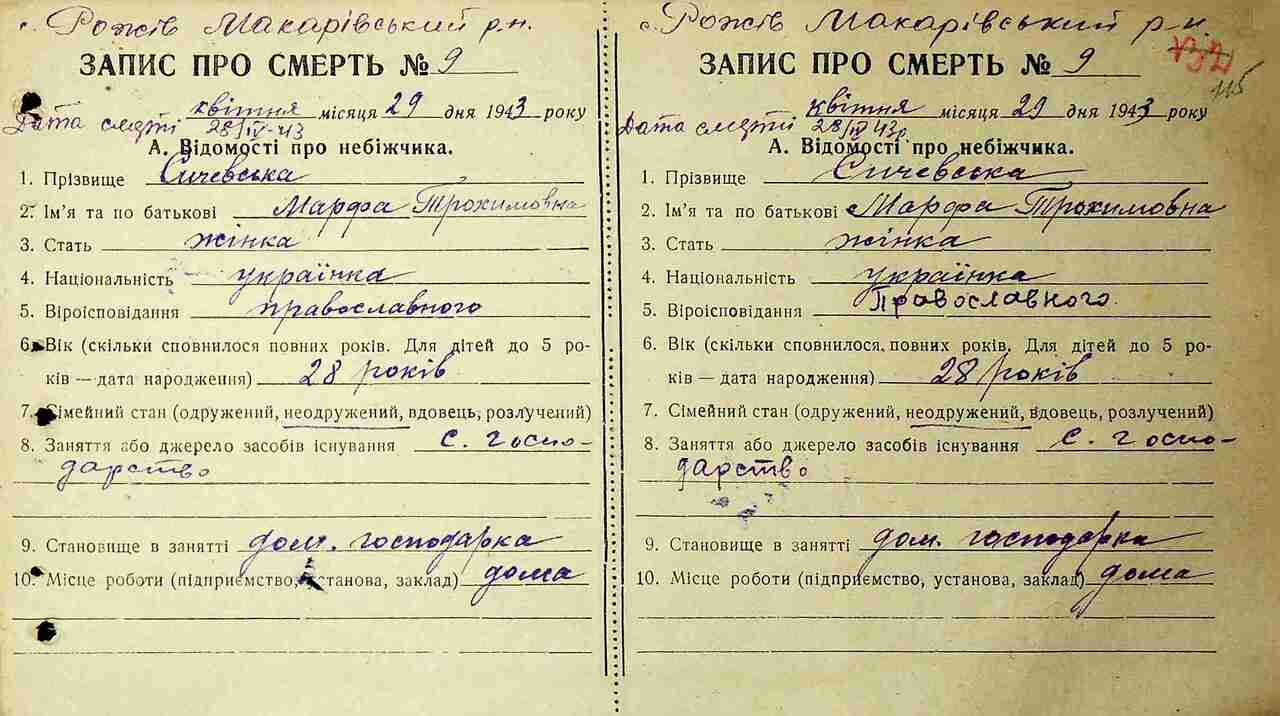 с. Рожів Макарівський р.н.
ЗАПИС ПРО СМЕРТЬ № 9
квітня місяця 29 дня 1943 року
Дата смерті 28/IV-43
А. Відомості про небіжчика.
1. Прізвище Сичевська
2. Ім'я та по батькові Марфа Трохимовна
3. Стать жінка
4. Національність українка
5. Віроісповідання православного
6. Вік (скільки сповнилося повних років. Для дітей до 5 ро-
ків — дата народження) 28 років
7. Сімейний стан (одружений, неодружений, вдовець, розлучений)
8. Заняття або джерело засобів існування с. госпо-
дарство
9. Становище в занятті дом. господарка
10. Місце роботи (підприємство, установа, заклад) дома
с. Рожів Макарівський р-н.
132
115
ЗАПИС ПРО СМЕРТЬ № 9
квітня місяця 29 дня 1943 року
Дата смерті 28/IV 43р.
А. Відомості про небіжчика.
1. Прізвище Сичевська
2. Ім'я та по батькові Марфа Трохимовна
3. Стать жінка
4. Національність українка
5. Віроісповідання Православного.
6. Вік (скільки сповнилося повних років. Для дітей до 5 ро-
ків — дата народження) 28 років
7. Сімейний стан (одружений, неодружений, вдовець, розлучений)
8. Заняття або джерело засобів існування с. госпо-
дарство
9. Становище в занятті дом. господарка
10. Місце роботи (підприємство, установа, заклад) дома